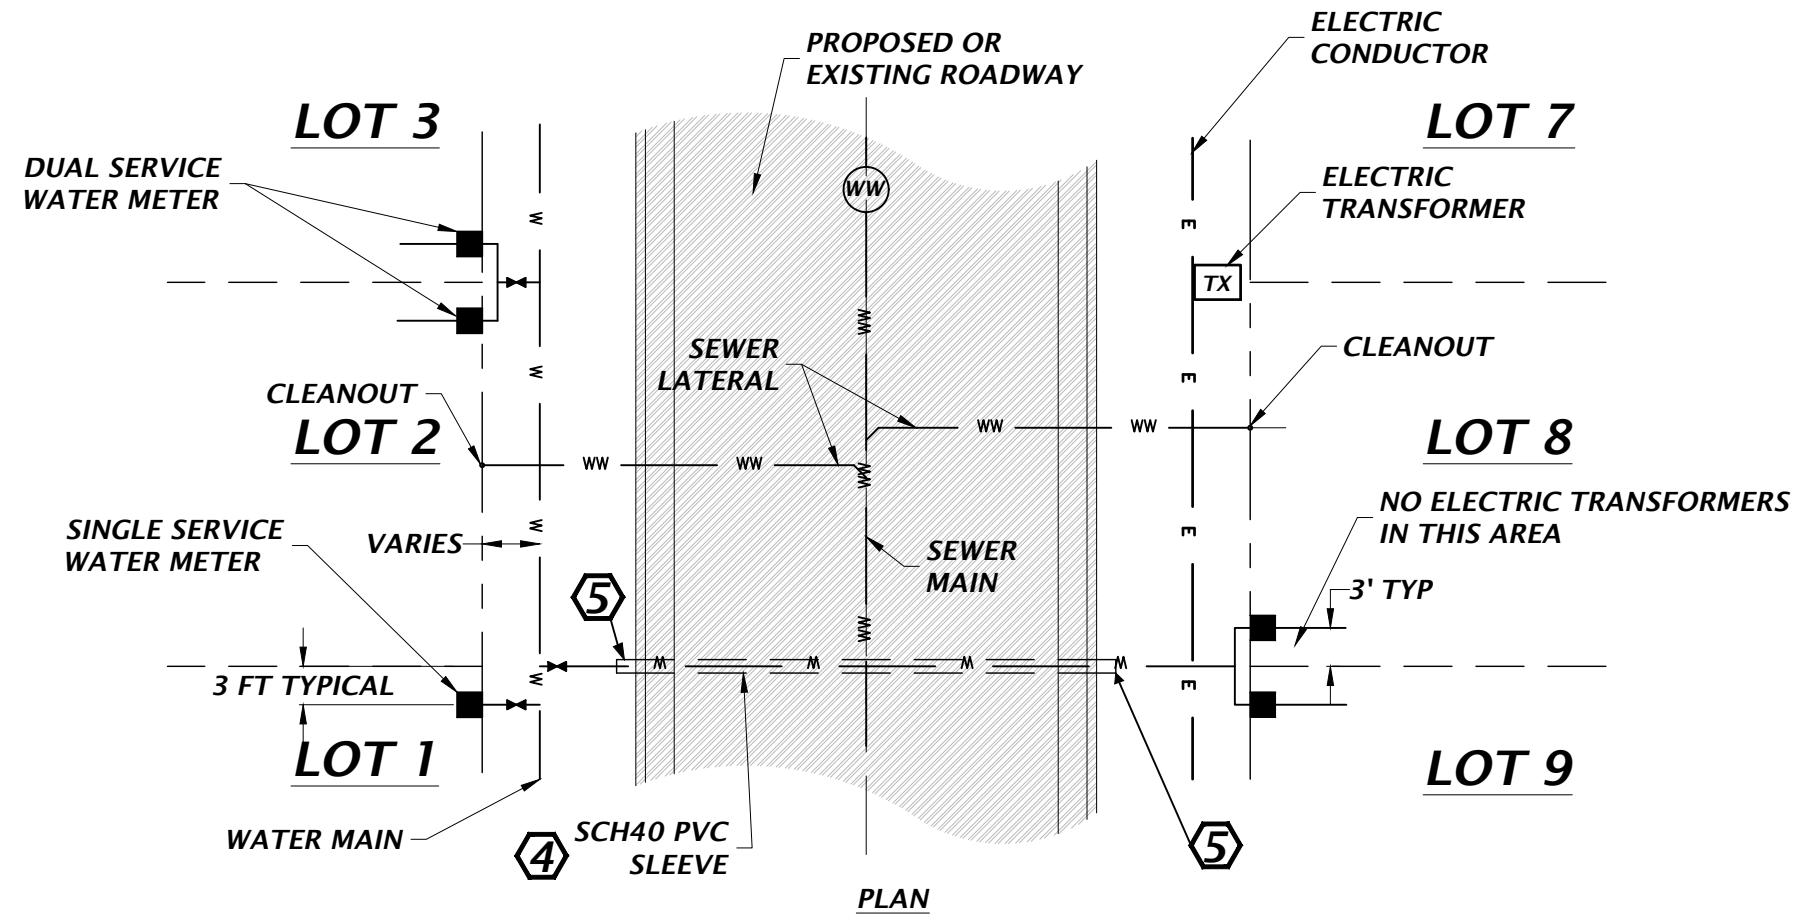 ELECTRIC
CONDUCTOR
PROPOSED OR
EXISTING ROADWAY
LOT 3
LOT 7
DUAL SERVICE
WATER METER
ELECTRIC
TRANSFORMER
WW
W
E
TX
WW
SEWER
LATERAL
CLEANOUT
W
E
CLEANOUT
LOT 2
LOT 8
WW
WW
WW
WW
WW
NO ELECTRIC TRANSFORMERS
IN THIS AREA
SINGLE SERVICE
WATER METER
VARIES
W
E
SEWER
MAIN
5
3' TYP
WW
W
W
W
W
W
E
3 FT TYPICAL
LOT 1
LOT 9
WATER MAIN
4
SCH40 PVC
SLEEVE
5
PLAN